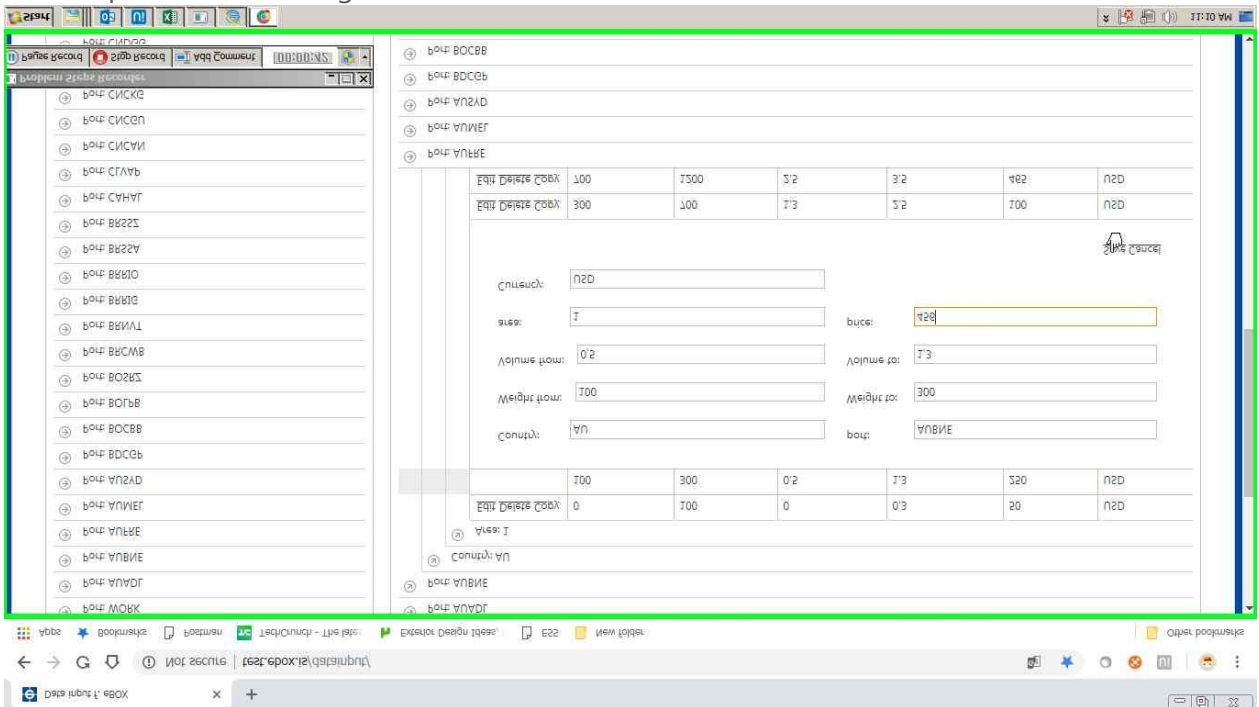 Data input f. eBOX
Not secure | test.ebox.is/datainput/
Apps Bookmarks Postman TechCrunch - The late Exterior Design Ideas, ESS New folder Other bookmarks
Port: WORK
Port: AUADL
Port: AUBNE
Port: AUFRE
Port: AUMEL
Port: AUSYD
Port: BDCGP
Port: BOCBB
Port: BOLPB
Port: BOSRZ
Port: BRCWB
Port: BRNVT
Port: BRRIG
Port: BRRIO
Port: BRSSA
Port: BRSSZ
Port: CAHAL
Port: CLVAP
Port: CNCAN
Port: CNCGU
Port: CNCKG
Port: AUADL
Port: AUBNE
Country: AU
Area: 1
Edit Delete Copy 0 100 0 0.3 50 USD
100 300 0.5 1.3 250 USD
Country: AU port: AUBNE
Weight from: 100 Weight to: 300
Volume from: 0,5 Volume to: 1,3
area: 1 price: 456
Currency: USD
Save Cancel
Edit Delete Copy 300 700 1.3 2.5 100 USD
Edit Delete Copy 700 1200 2.5 3.5 465 USD
Port: AUFRE
Port: AUMEL
Port: AUSYD
Port: BDCGP
Port: BOCBB
Problem Steps Recorder
Pause Record Stop Record Add Comment 00:00:42
Start 11:10 AM